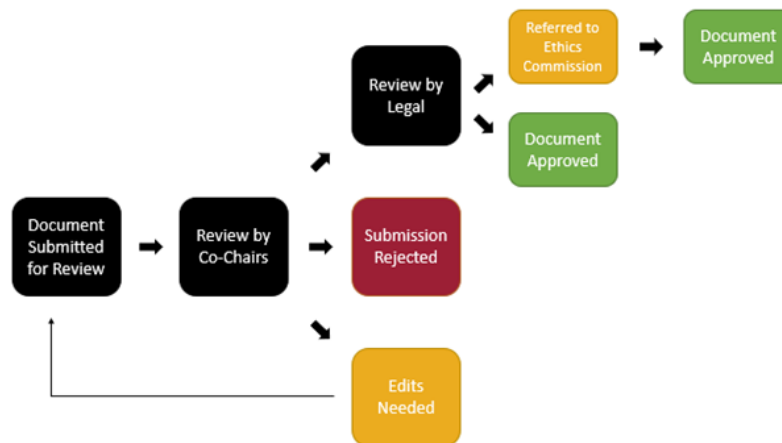 Document
Submitted
for Review
Review by
Co-Chairs
Review by
Legal
Referred to
Ethics
Commission
Document
Approved
Document
Approved
Submission
Rejected
Edits
Needed